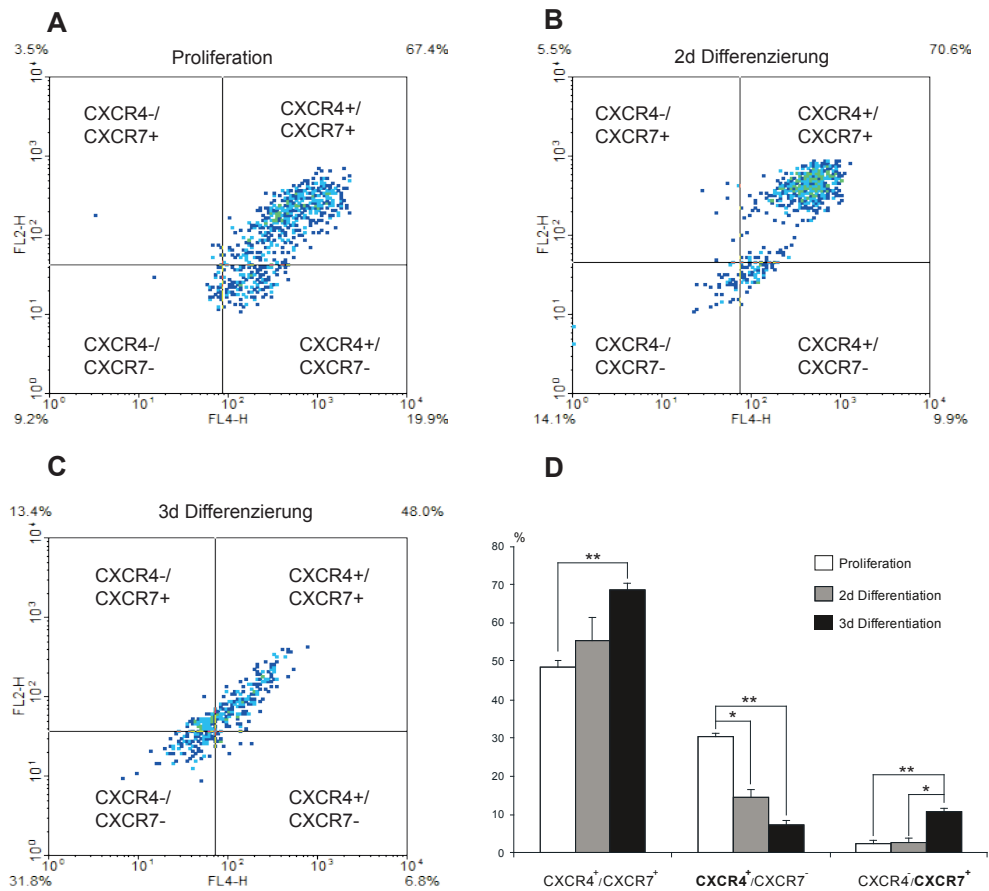 A
3.5%
67.4%
Proliferation
10^4
CXCR4-/
CXCR7+
CXCR4+/
CXCR7+
10^3
FL2-H
10^2
10^1
CXCR4-/
CXCR7-
CXCR4+/
CXCR7-
10^0
10^0
10^1
10^2
10^3
10^4
9.2%
FL4-H
19.9%
B
5.5%
70.6%
2d Differenzierung
10^4
CXCR4-/
CXCR7+
CXCR4+/
CXCR7+
10^3
FL2-H
10^2
10^1
CXCR4-/
CXCR7-
CXCR4+/
CXCR7-
10^0
10^0
10^1
10^2
10^3
10^4
14.1%
FL4-H
9.9%
C
13.4%
48.0%
3d Differenzierung
10^4
CXCR4-/
CXCR7+
CXCR4+/
CXCR7+
10^3
FL2-H
10^2
10^1
CXCR4-/
CXCR7-
CXCR4+/
CXCR7-
10^0
10^0
10^1
10^2
10^3
10^4
31.8%
FL4-H
6.8%
D
%
80
70
60
50
40
30
20
10
0
**
**
*
**
*
Proliferation
2d Differentiation
3d Differentiation
CXCR4⁺/CXCR7⁺
CXCR4⁺/CXCR7⁻
CXCR4⁻/CXCR7⁺